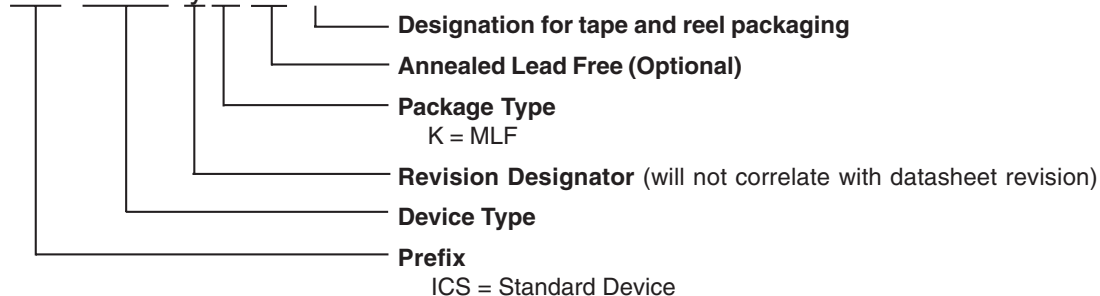 Designation for tape and reel packaging
Annealed Lead Free (Optional)
Package Type
K = MLF
Revision Designator (will not correlate with datasheet revision)
Device Type
Prefix
ICS = Standard Device